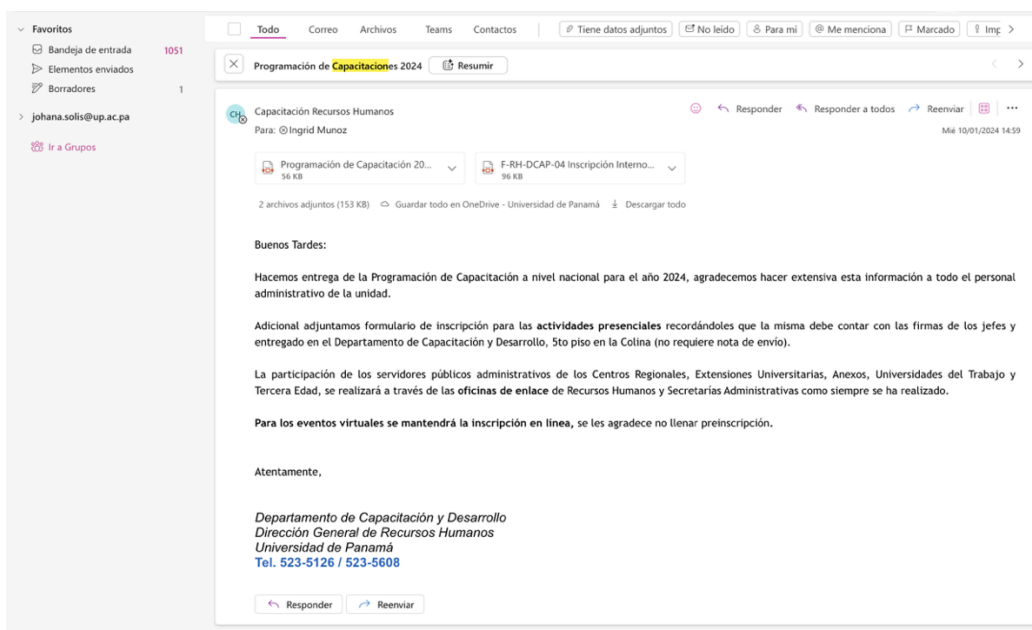 Favoritos
Bandeja de entrada 1051
Elementos enviados
Borradores 1
johana.solis@up.ac.pa
Ir a Grupos
Todo Correo Archivos Teams Contactos Tiene datos adjuntos No leído Para mí Me menciona Marcado Imp
Programación de Capacitaciones 2024 Resumir
CH Capacitación Recursos Humanos Responder Responder a todos Reenviar
Para: Ingrid Munoz
Mié 10/01/2024 14:59
Programación de Capacitación 20... F-RH-DCAP-04 Inscripción Interno...
56 KB 96 KB
2 archivos adjuntos (153 KB) Guardar todo en OneDrive - Universidad de Panamá Descargar todo
Buenos Tardes:
Hacemos entrega de la Programación de Capacitación a nivel nacional para el año 2024, agradecemos hacer extensiva esta información a todo el personal
administrativo de la unidad.
Adicional adjuntamos formulario de inscripción para las actividades presenciales recordándoles que la misma debe contar con las firmas de los jefes y
entregado en el Departamento de Capacitación y Desarrollo, 5to piso en la Colina (no requiere nota de envío).
La participación de los servidores públicos administrativos de los Centros Regionales, Extensiones Universitarias, Anexos, Universidades del Trabajo y
Tercera Edad, se realizará a través de las oficinas de enlace de Recursos Humanos y Secretarías Administrativas como siempre se ha realizado.
Para los eventos virtuales se mantendrá la inscripción en línea, se les agradece no llenar preinscripción.
Atentamente,
Departamento de Capacitación y Desarrollo
Dirección General de Recursos Humanos
Universidad de Panamá
Tel. 523-5126 / 523-5608
Responder Reenviar